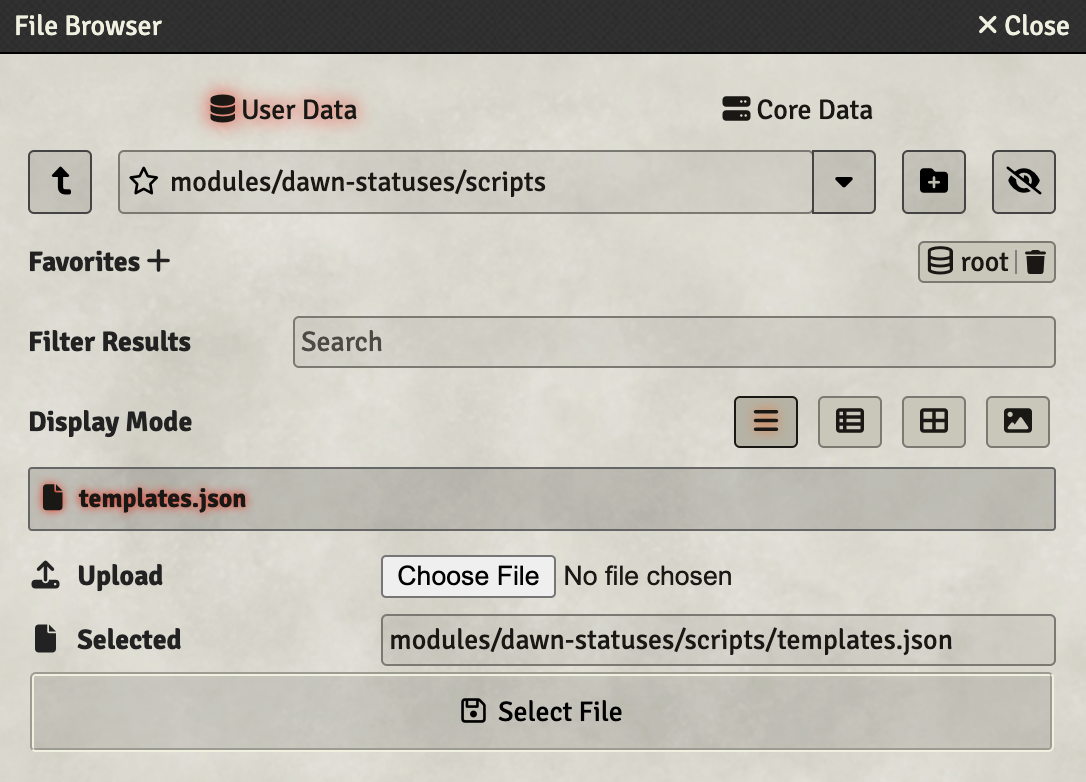 File Browser
Close
User Data
Core Data
modules/dawn-statuses/scripts
Favorites
root
Filter Results
Search
Display Mode
templates.json
Upload
Choose File No file chosen
Selected
modules/dawn-statuses/scripts/templates.json
Select File